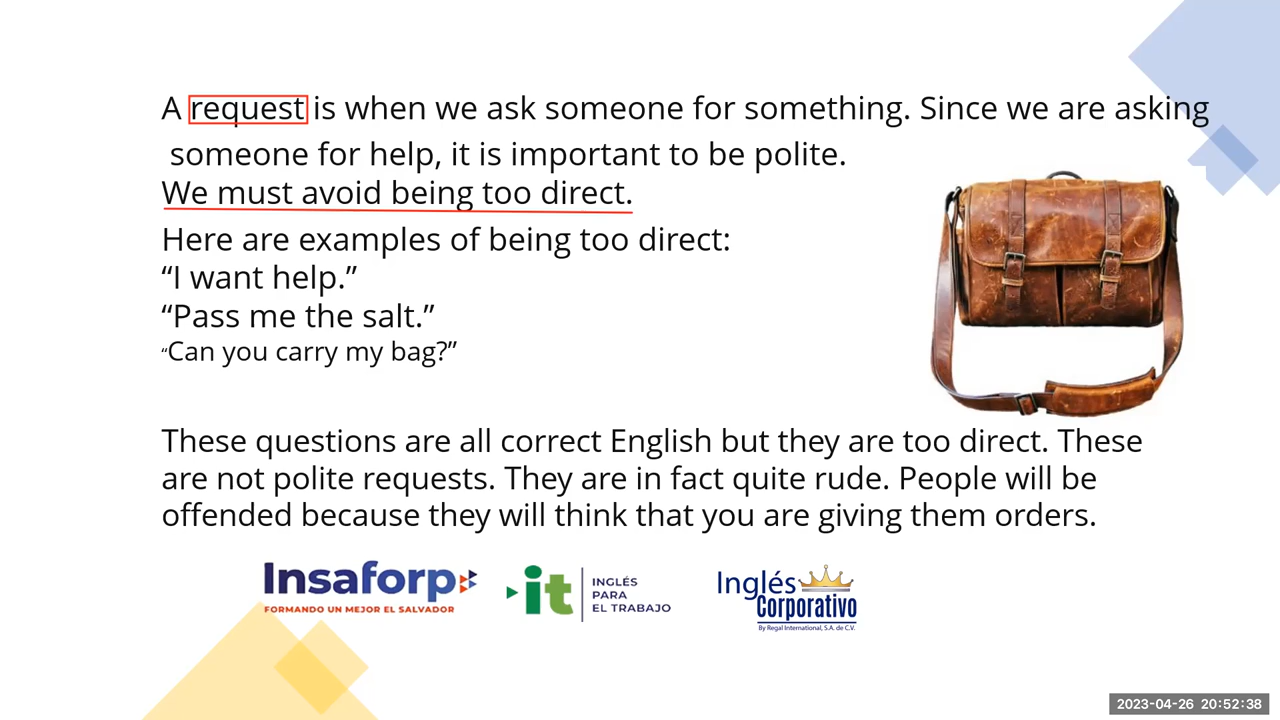 A request is when we ask someone for something. Since we are asking
someone for help, it is important to be polite.
We must avoid being too direct.
Here are examples of being too direct:
“I want help.”
“Pass me the salt.”
“Can you carry my bag?”
These questions are all correct English but they are too direct. These
are not polite requests. They are in fact quite rude. People will be
offended because they will think that you are giving them orders.
Insaforp
FORMANDO UN MEJOR EL SALVADOR
it
INGLÉS
PARA
EL TRABAJO
Inglés
Corporativo
By Regal International, S.A. de C.V.
2023-04-26 20:52:38